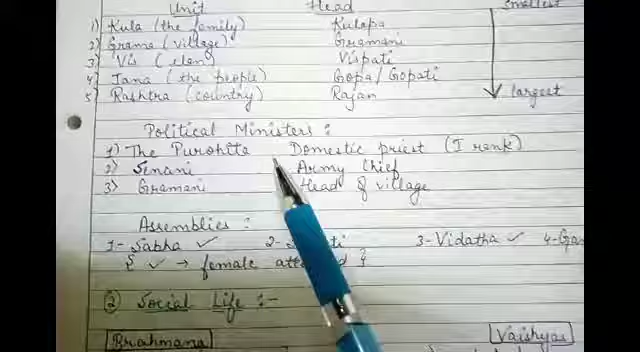 Unit Head Smallest
1) Kula (the family) Kulapa
2) Grama (village) Gramani
3) Vis (clan) Vispati
4) Jana (the people) Gopa/Gopati
5) Rashtra (country) Rajan largest
Political Ministers :
1) The Purohita Domestic priest (I rank)
2) Senani Army Chief
3) Gramani Head of village
Assemblies :
1- Sabha ✓ 2- 3- Vidatha ✓ 4-
{ ✓ → female }
② Social Life :-
Brahmana Vaishyas